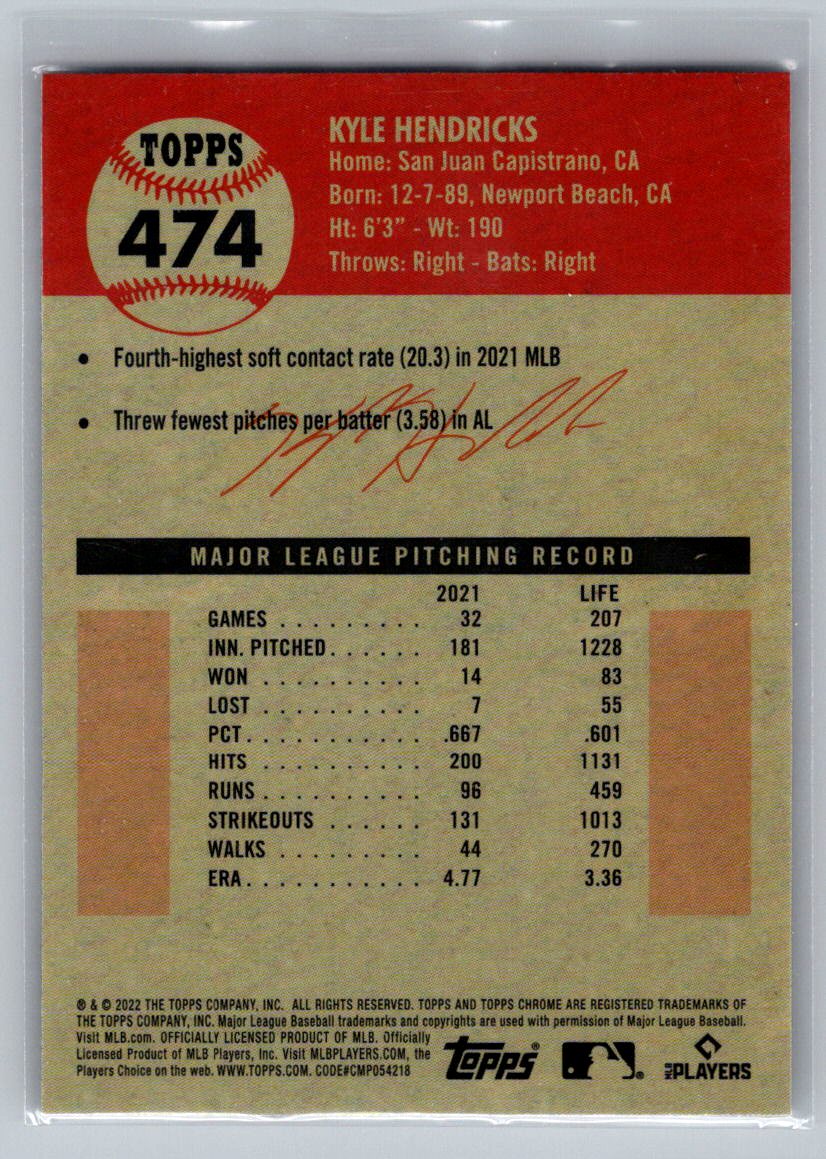 TOPPS
474
KYLE HENDRICKS
Home: San Juan Capistrano, CA
Born: 12-7-89, Newport Beach, CA
Ht: 6'3" - Wt: 190
Throws: Right - Bats: Right
• Fourth-highest soft contact rate (20.3) in 2021 MLB
• Threw fewest pitches per batter (3.58) in AL
MAJOR LEAGUE PITCHING RECORD
2021 LIFE
GAMES . . . . . . . . . . 32 207
INN. PITCHED. . . . . . 181 1228
WON . . . . . . . . . . . 14 83
LOST . . . . . . . . . . . 7 55
PCT. . . . . . . . . . . . .667 .601
HITS . . . . . . . . . . . 200 1131
RUNS . . . . . . . . . . . 96 459
STRIKEOUTS . . . . . . 131 1013
WALKS . . . . . . . . . . 44 270
ERA. . . . . . . . . . . . 4.77 3.36
® & © 2022 THE TOPPS COMPANY, INC. ALL RIGHTS RESERVED. TOPPS AND TOPPS CHROME ARE REGISTERED TRADEMARKS OF
THE TOPPS COMPANY, INC. Major League Baseball trademarks and copyrights are used with permission of Major League Baseball.
Visit MLB.com. OFFICIALLY LICENSED PRODUCT OF MLB. Officially
Licensed Product of MLB Players, Inc. Visit MLBPLAYERS.COM, the
Players Choice on the web. WWW.TOPPS.COM. CODE#CMP054218
Topps®
MLB PLAYERS